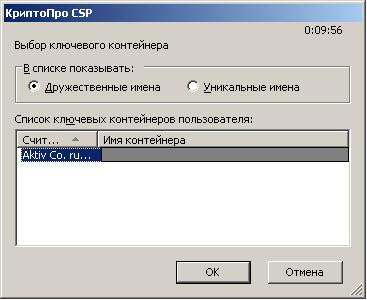 КриптоПро CSP
0:09:56
Выбор ключевого контейнера
В списке показывать:
Дружественные имена
Уникальные имена
Список ключевых контейнеров пользователя:
Счит... Имя контейнера
Aktiv Co. ru...
OK
Отмена